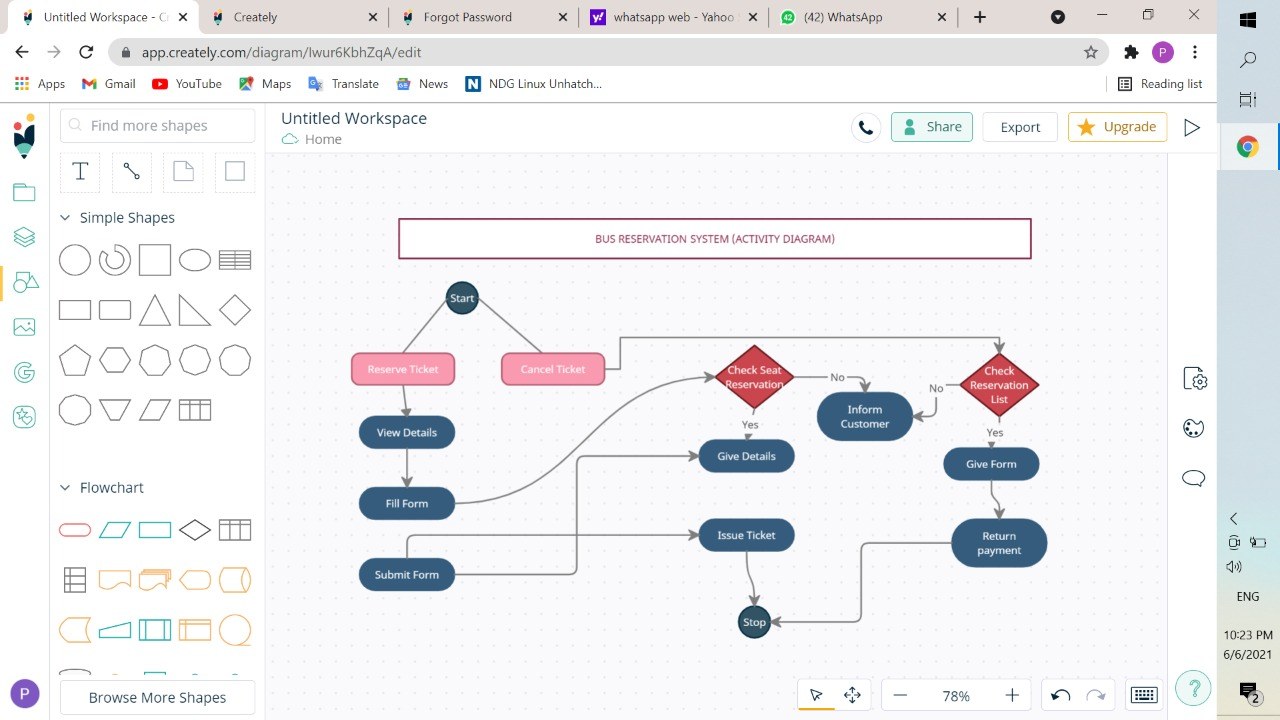 Untitled Workspace - C
Creately
Forgot Password
whatsapp web - Yahoo
(42) WhatsApp
app.creately.com/diagram/lwur6KbhZqA/edit
P
Apps
Gmail
YouTube
Maps
Translate
News
NDG Linux Unhatch...
Reading list
Find more shapes
Untitled Workspace
Home
Share
Export
Upgrade
T
Simple Shapes
BUS RESERVATION SYSTEM (ACTIVITY DIAGRAM)
Start
Reserve Ticket
Cancel Ticket
Check Seat
Reservation
No
Check
Reservation
List
No
Inform
Customer
Yes
Yes
View Details
Give Details
Give Form
Fill Form
Issue Ticket
Return
payment
Submit Form
Stop
Flowchart
P
Browse More Shapes
78%
?
ENG
10:23 PM
6/6/2021
2